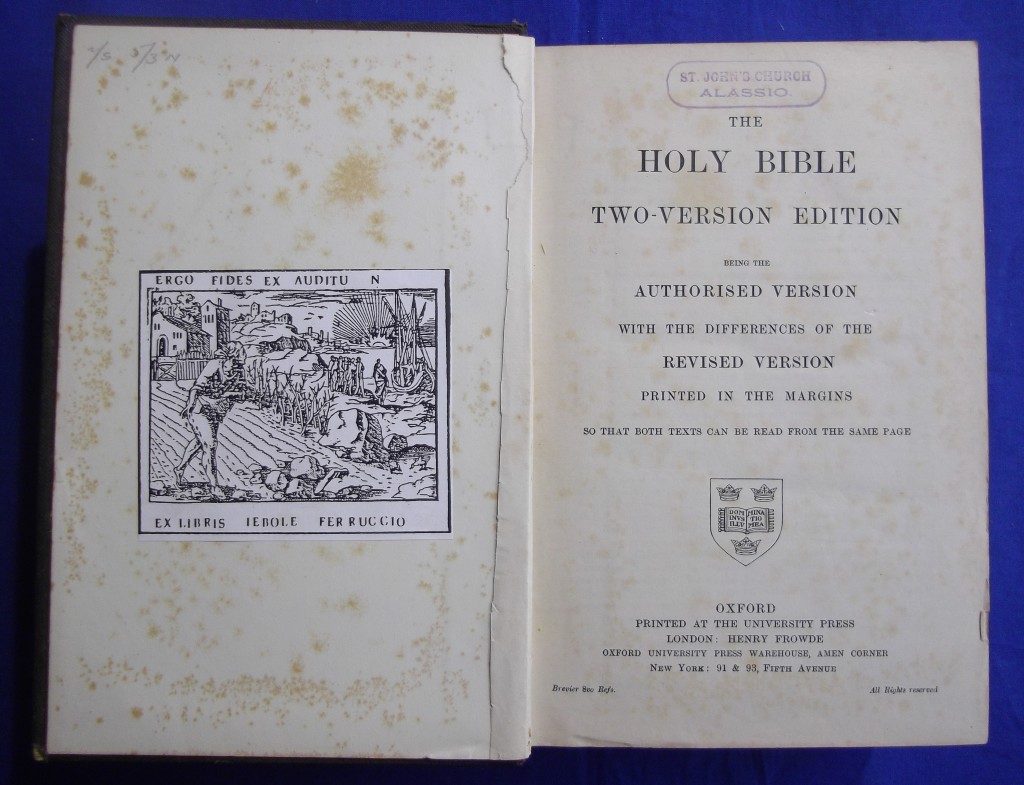 ERGO FIDES EX AUDITU N
EX LIBRIS IEBOLE FERRUCCIO
ST. JOHN'S CHURCH
ALASSIO.
THE
HOLY BIBLE
TWO-VERSION EDITION
BEING THE
AUTHORISED VERSION
WITH THE DIFFERENCES OF THE
REVISED VERSION
PRINTED IN THE MARGINS
SO THAT BOTH TEXTS CAN BE READ FROM THE SAME PAGE
DOM MINA
INVS TIO
ILLV MEA
OXFORD
PRINTED AT THE UNIVERSITY PRESS
LONDON: HENRY FROWDE
OXFORD UNIVERSITY PRESS WAREHOUSE, AMEN CORNER
NEW YORK: 91 & 93, FIFTH AVENUE
Brevier 8vo Refs. All Rights reserved